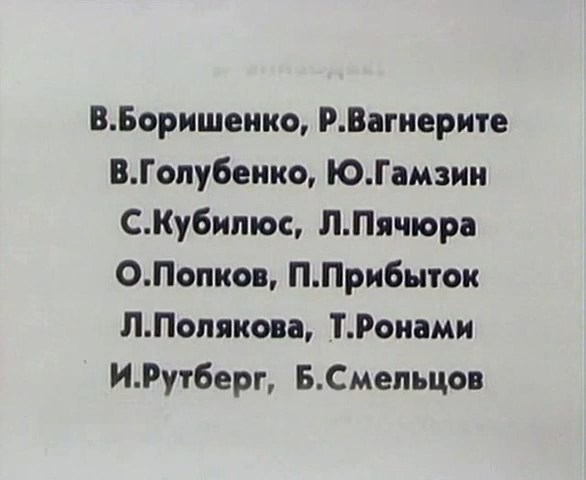 В.Боришенко, Р.Вагнерите
В.Голубенко, Ю.Гамзин
С.Кубилюс, Л.Пячюра
О.Попков, П.Прибыток
Л.Полякова, Т.Ронами
И.Рутберг, Б.Смельцов